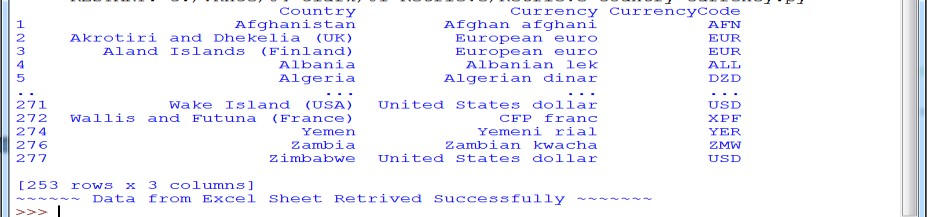 Country Currency CurrencyCode
1 Afghanistan Afghan afghani AFN
2 Akrotiri and Dhekelia (UK) European euro EUR
3 Aland Islands (Finland) European euro EUR
4 Albania Albanian lek ALL
5 Algeria Algerian dinar DZD
.. ... ... ...
271 Wake Island (USA) United States dollar USD
272 Wallis and Futuna (France) CFP franc XPF
274 Yemen Yemeni rial YER
276 Zambia Zambian kwacha ZMW
277 Zimbabwe United States dollar USD
[253 rows x 3 columns]
~~~~~~ Data from Excel Sheet Retrived Successfully ~~~~~~~
>>>